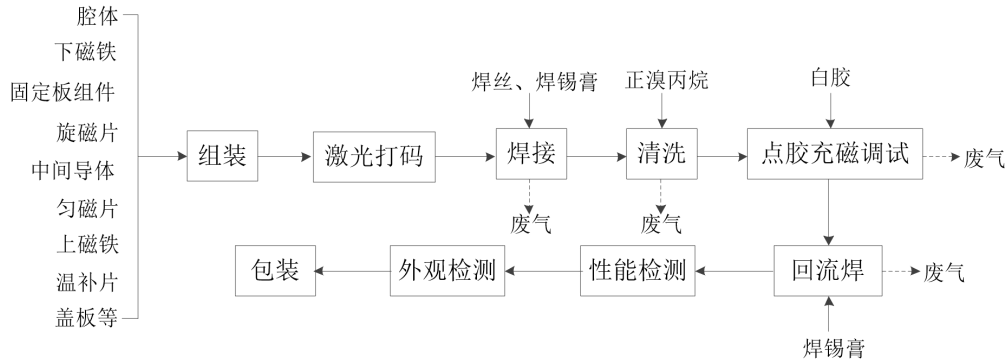 腔体
下磁铁
固定板组件
旋磁片
中间导体
匀磁片
上磁铁
温补片
盖板等
组装
激光打码
焊丝、焊锡膏
焊接
废气
正溴丙烷
清洗
废气
白胶
点胶充磁调试
废气
回流焊
废气
焊锡膏
性能检测
外观检测
包装